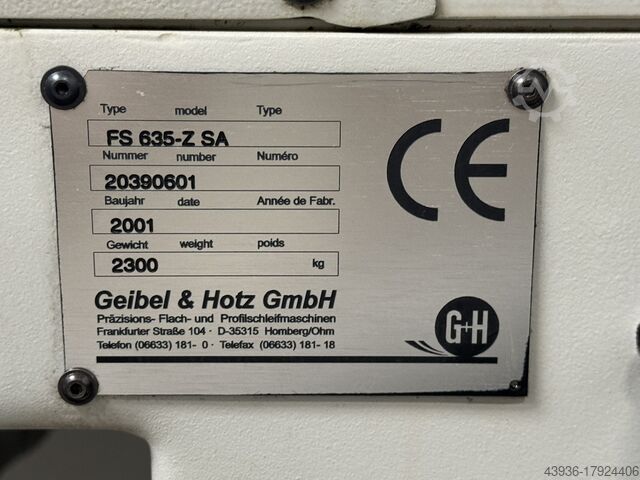 Type model Type
FS 635-Z SA
Nummer number Numéro
20390601
Baujahr date Année de Fabr.
2001
Gewicht weight poids
2300 kg
CE
Geibel & Hotz GmbH
Präzisions- Flach- und Profilschleifmaschinen
Frankfurter Straße 104 · D-35315 Homberg/Ohm
Telefon (06633) 181- 0 · Telefax (06633) 181- 18
G+H
43936-17924406